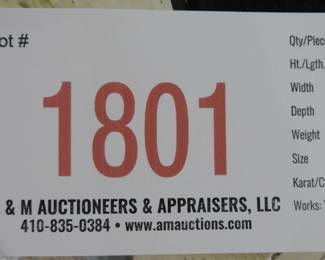 ot #
1801
& M AUCTIONEERS & APPRAISERS, LLC
410-835-0384 • www.amauctions.com
Qty/Piec
Ht./Lgth.
Width
Depth
Weight
Size
Karat/C
Works: